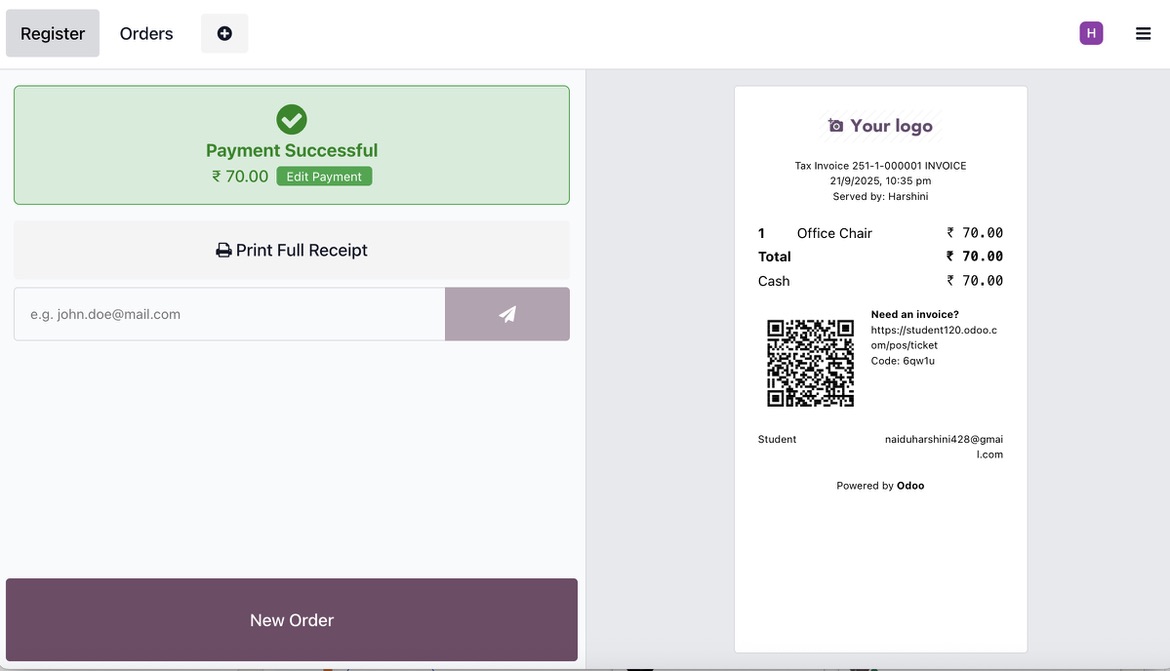 Register
Orders
H
Payment Successful
₹ 70.00
Edit Payment
Print Full Receipt
e.g. john.doe@mail.com
New Order
Your logo
Tax Invoice 251-1-000001 INVOICE
21/9/2025, 10:35 pm
Served by: Harshini
1 Office Chair ₹ 70.00
Total ₹ 70.00
Cash ₹ 70.00
Need an invoice?
https://student120.odoo.c
om/pos/ticket
Code: 6qw1u
Student naiduharshini428@gmai
l.com
Powered by Odoo